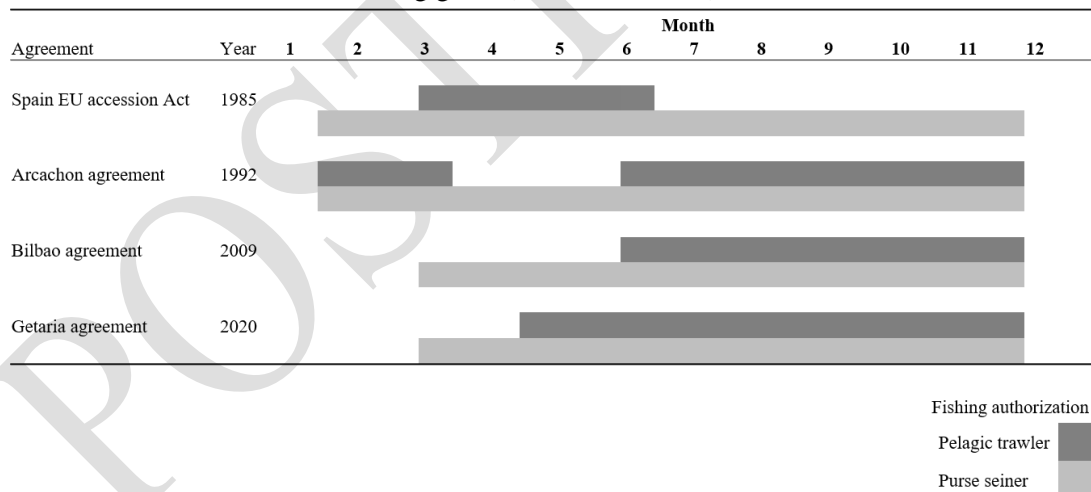 Month
Agreement Year 1 2 3 4 5 6 7 8 9 10 11 12
Spain EU accession Act 1985
Arcachon agreement 1992
Bilbao agreement 2009
Getaria agreement 2020
Fishing authorization
Pelagic trawler
Purse seiner